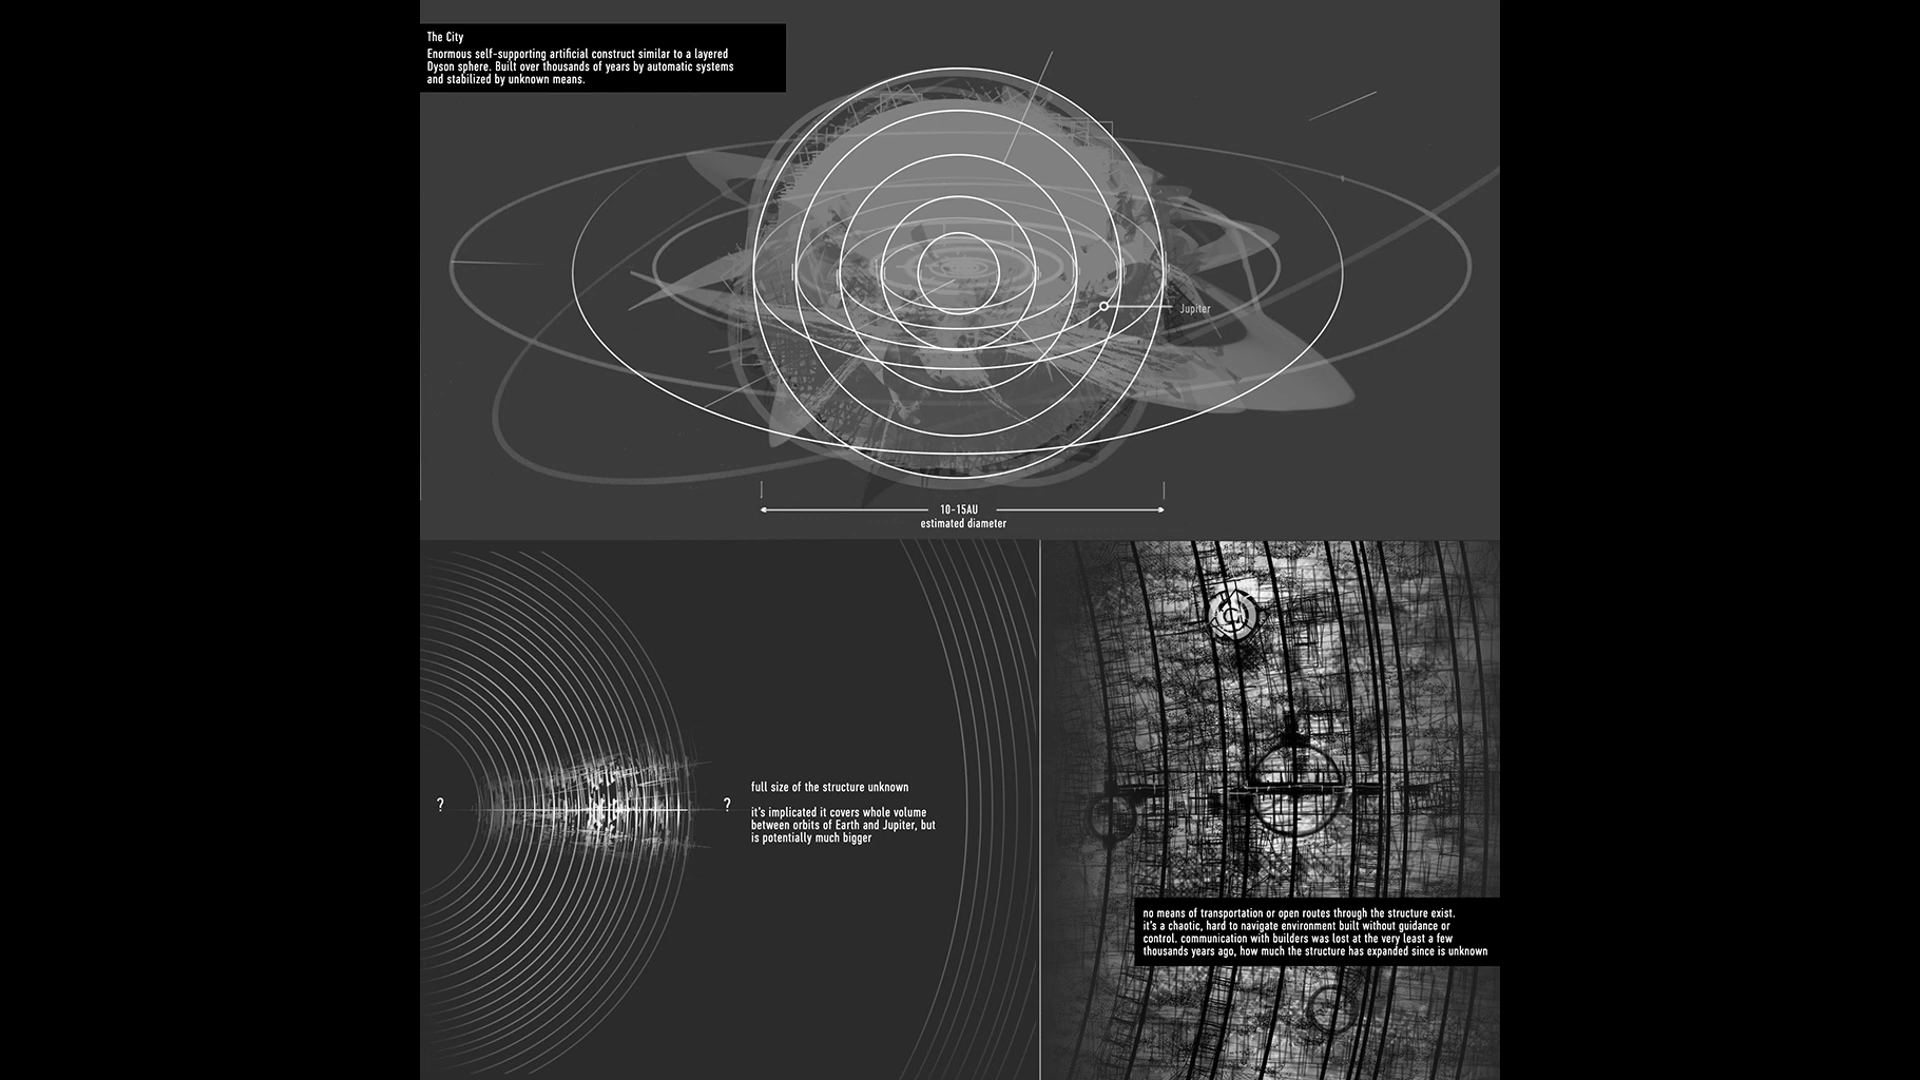 The City
Enormous self-supporting artificial construct similar to a layered
Dyson sphere. Built over thousands of years by automatic systems
and stabilized by unknown means.
Jupiter
10-15AU
estimated diameter
?
?
full size of the structure unknown
it's implicated it covers whole volume
between orbits of Earth and Jupiter, but
is potentially much bigger
no means of transportation or open routes through the structure exist.
it's a chaotic, hard to navigate environment built without guidance or
control. communication with builders was lost at the very least a few
thousands years ago, how much the structure has expanded since is unknown